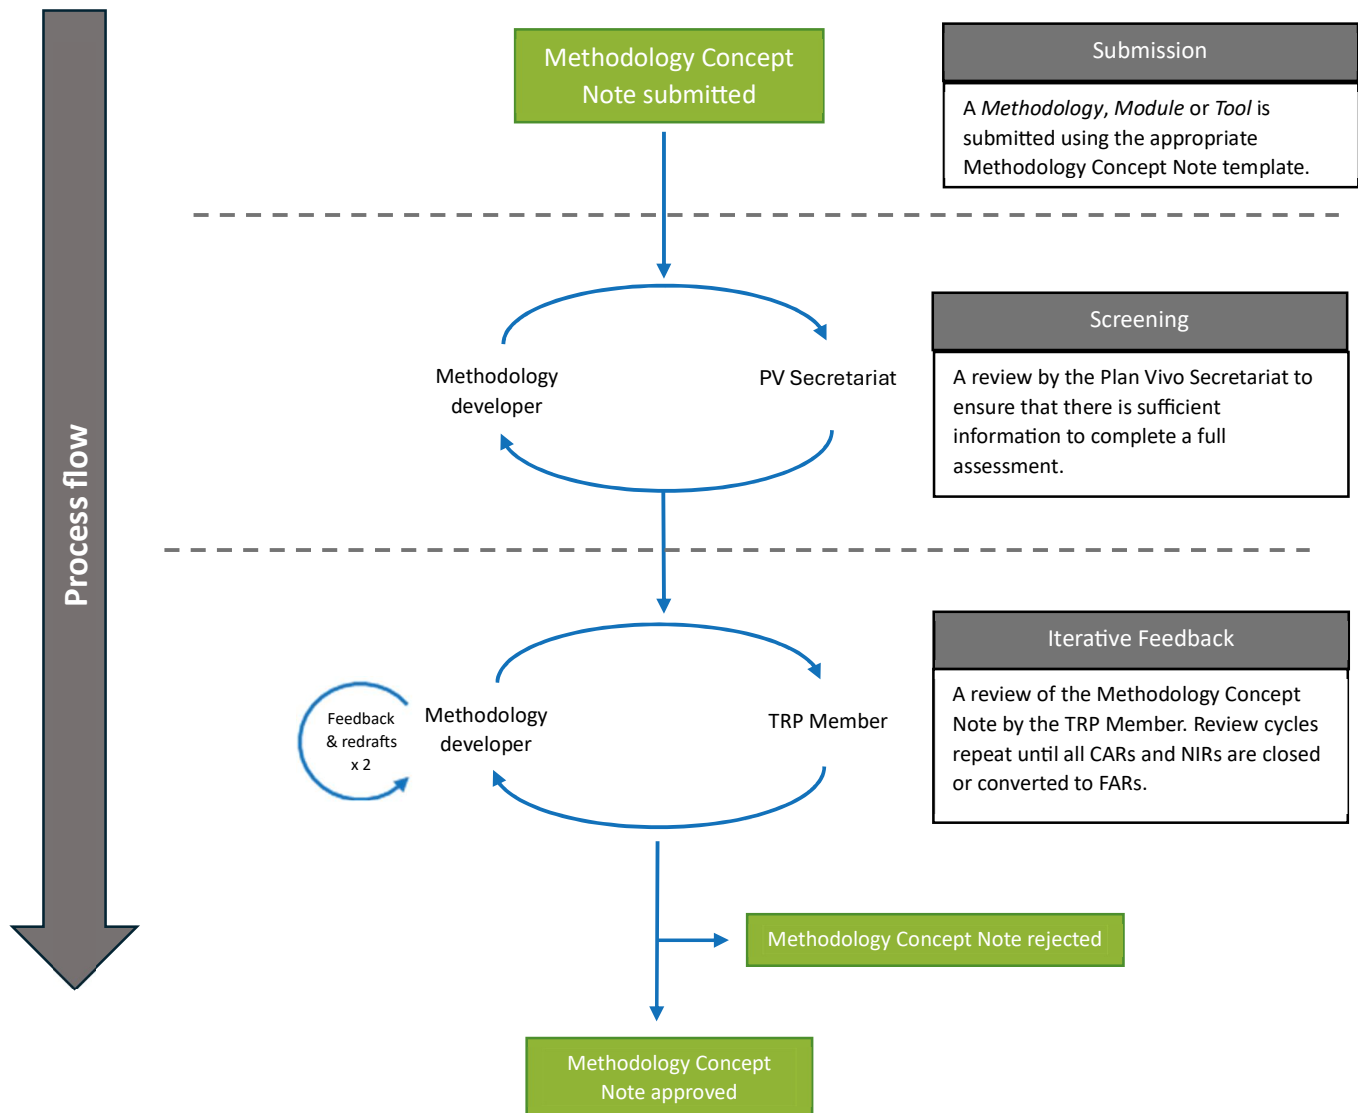 Process flow
Methodology Concept
Note submitted
Submission
A Methodology, Module or Tool is
submitted using the appropriate
Methodology Concept Note template.
Methodology
developer
PV Secretariat
Screening
A review by the Plan Vivo Secretariat to
ensure that there is sufficient
information to complete a full
assessment.
Feedback
& redrafts
x 2
Methodology
developer
TRP Member
Iterative Feedback
A review of the Methodology Concept
Note by the TRP Member. Review cycles
repeat until all CARs and NIRs are closed
or converted to FARs.
Methodology Concept Note rejected
Methodology Concept
Note approved